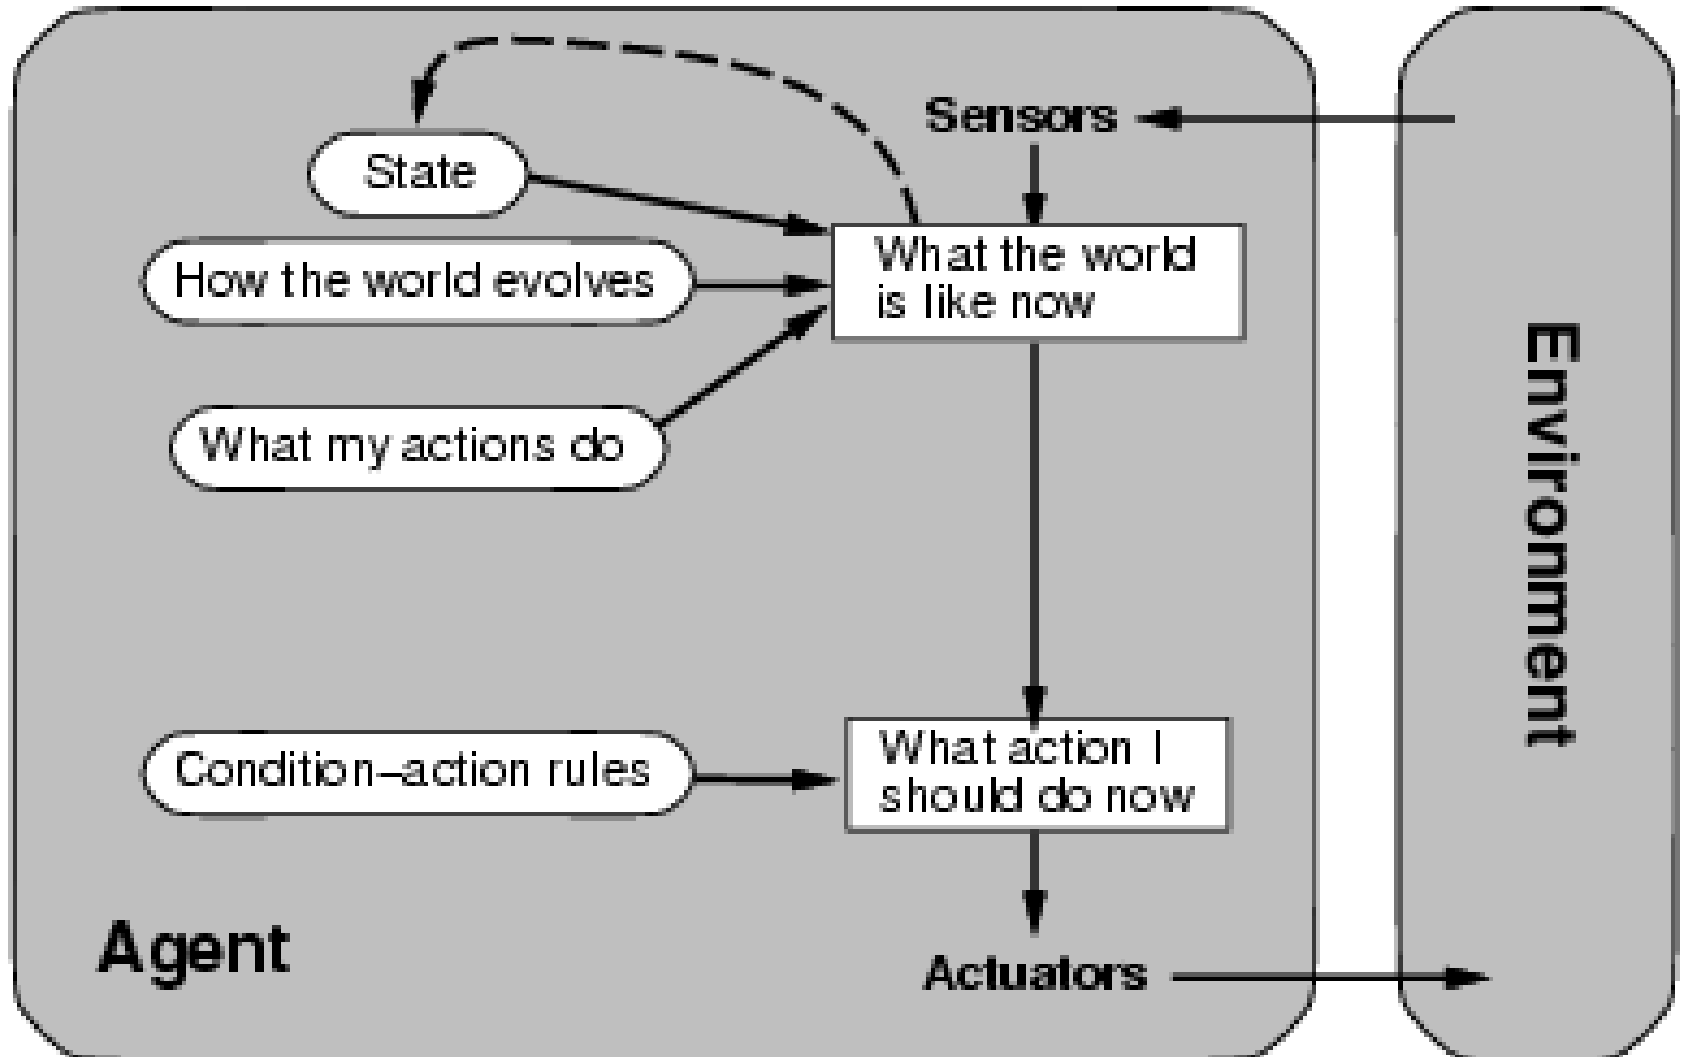 Sensors
State
What the world
is like now
How the world evolves
What my actions do
Condition–action rules
What action I
should do now
Agent
Actuators
Environment